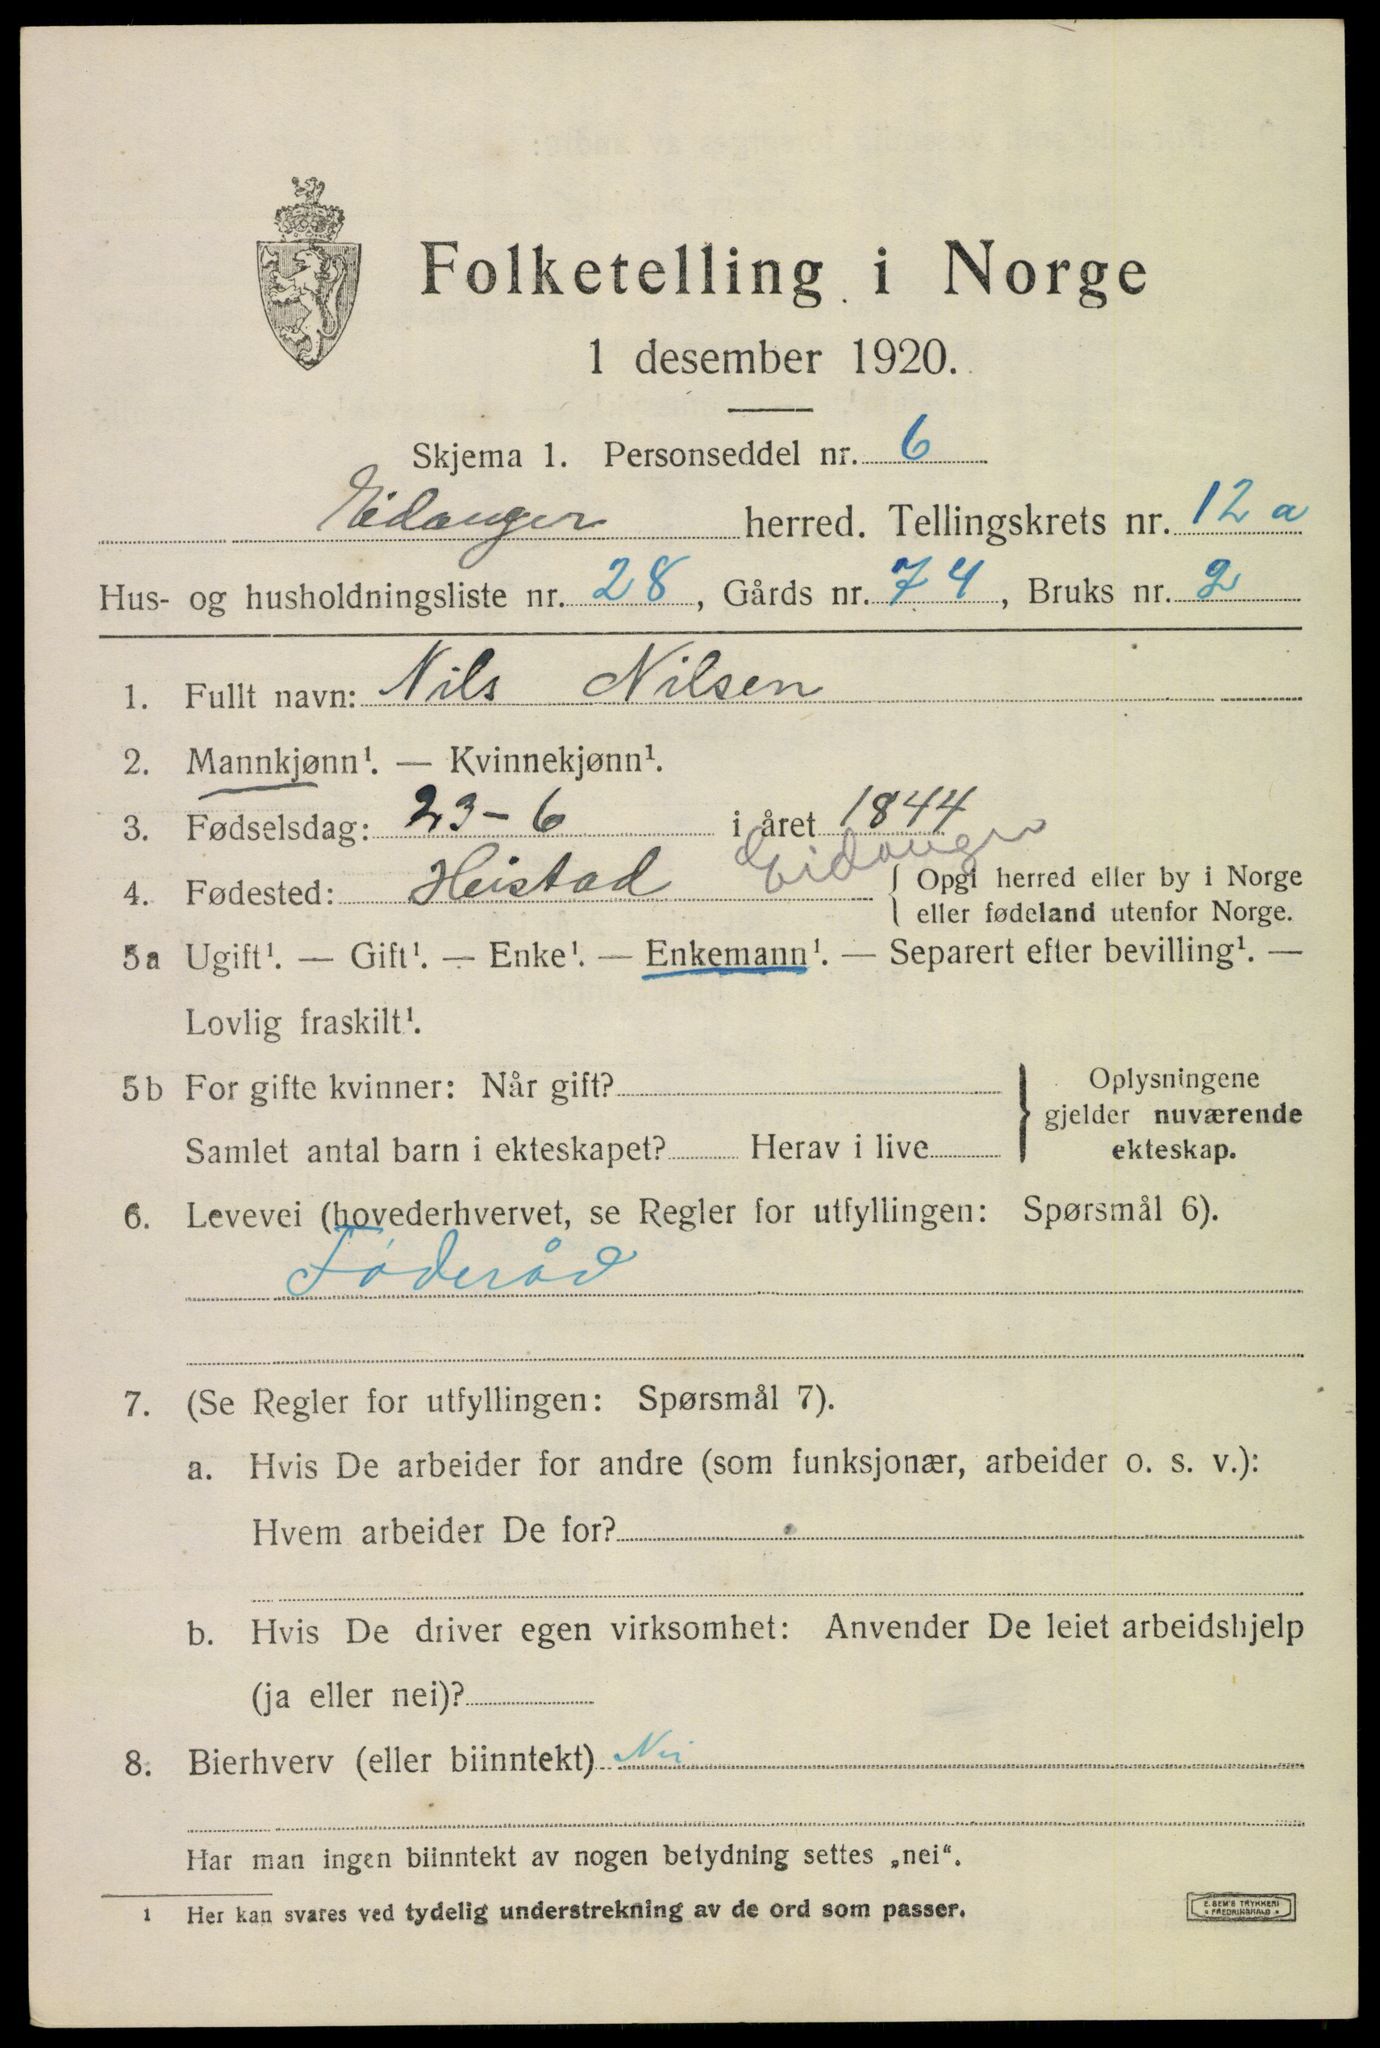 Folketelling i Norge
1 desember 1920.
Skjema 1. Personseddel nr. 6
Eidanger herred. Tellingskrets nr. 12 a
Hus- og husholdningsliste nr. 28, Gårds nr. 74, Bruks nr. 2
1. Fullt navn: Nils Nilsen
2. Mannkjønn¹. — Kvinnekjønn¹.
3. Fødselsdag: 23-6 i året 1844
4. Fødested: Heistad Eidanger { Opgi herred eller by i Norge
eller fødeland utenfor Norge.
5a Ugift¹. — Gift¹. — Enke¹. — Enkemann¹. — Separert efter bevilling¹. —
Lovlig fraskilt¹.
5b For gifte kvinner: Når gift? } Oplysningene
gjelder nuværende
Samlet antal barn i ekteskapet? Herav i live ekteskap.
6. Levevei (hovederhvervet, se Regler for utfyllingen: Spørsmål 6).
Føderåd
7. (Se Regler for utfyllingen: Spørsmål 7).
a. Hvis De arbeider for andre (som funksjonær, arbeider o. s. v.):
Hvem arbeider De for?
b. Hvis De driver egen virksomhet: Anvender De leiet arbeidshjelp
(ja eller nei)?
8. Bierhverv (eller biinntekt) Nei
Har man ingen biinntekt av nogen betydning settes „nei“.
1 Her kan svares ved tydelig understrekning av de ord som passer.
E. SEM'S TRYKKERI
FREDRIKSHALD